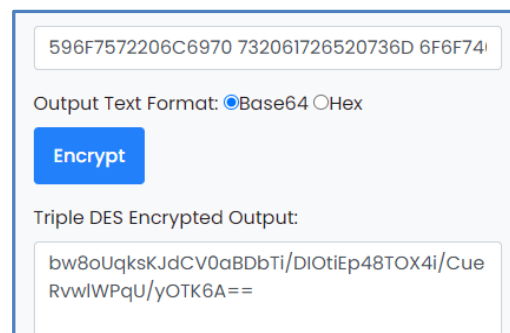 596F7572206C6970 732061726520736D 6F6F74
Output Text Format: Base64 Hex
Encrypt
Triple DES Encrypted Output:
bw8oUqksKJdCV0aBDbTi/DIOtiEp48TOX4i/Cue
RvwlWPqU/yOTK6A==